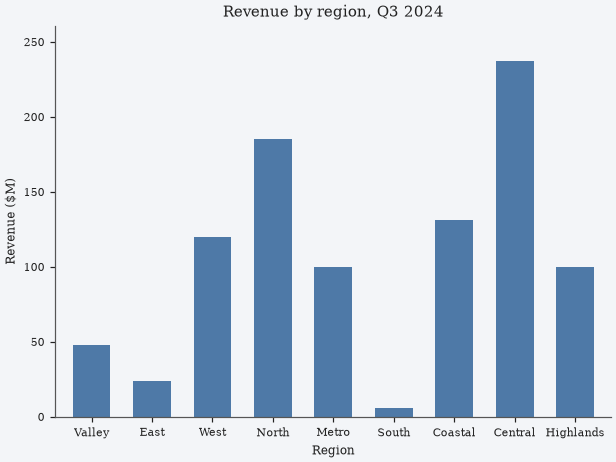 Revenue by region, Q3 2024
Revenue ($M)
250
200
150
100
50
0
Valley East West North Metro South Coastal Central Highlands
Region